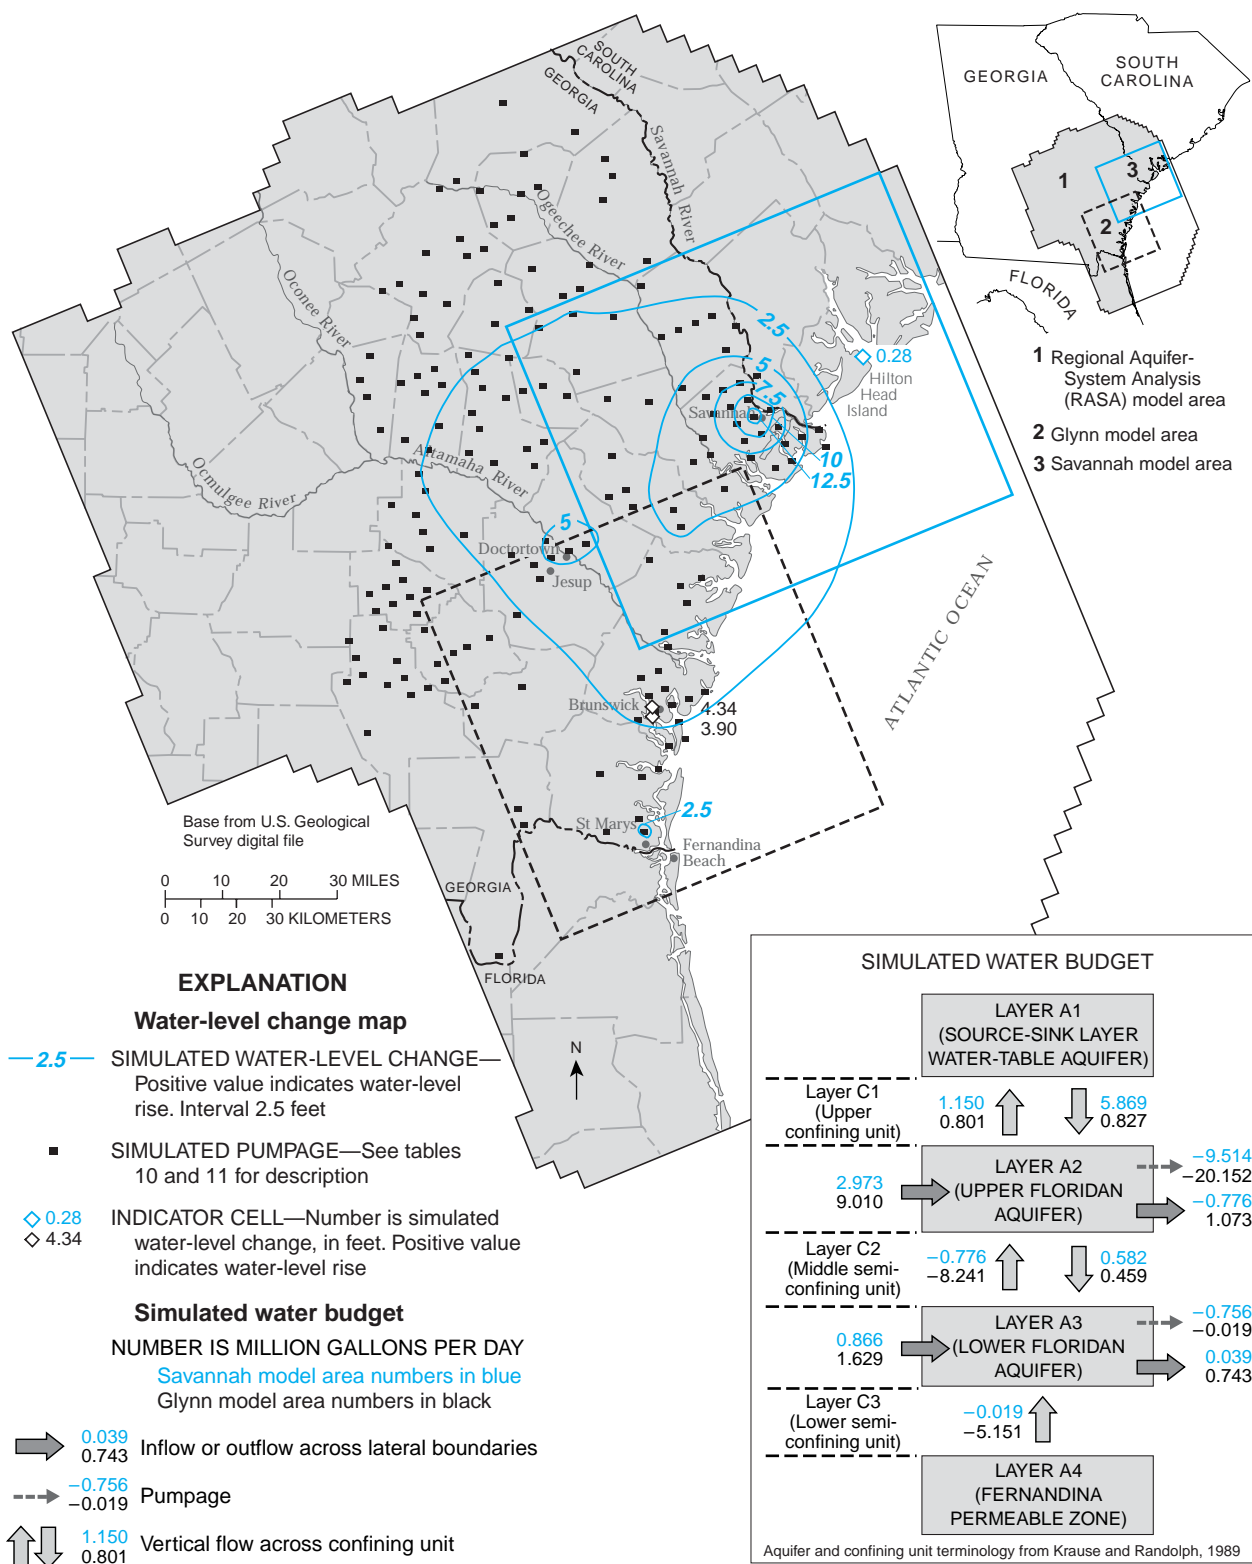 SOUTH
CAROLINA
GEORGIA
Savannah River
Ogeechee River
Oconee River
Ocmulgee River
Altamaha River
2.5
5
7.5
10
12.5
Savannah
0.28
Hilton
Head
Island
5
Doctortown
Jesup
Brunswick
4.34
3.90
St Marys
2.5
Fernandina
Beach
GEORGIA
FLORIDA
ATLANTIC OCEAN
GEORGIA
SOUTH
CAROLINA
FLORIDA
1
2
3
1 Regional Aquifer-
System Analysis
(RASA) model area
2 Glynn model area
3 Savannah model area
Base from U.S. Geological
Survey digital file
0 10 20 30 MILES
0 10 20 30 KILOMETERS
N
EXPLANATION
Water-level change map
2.5 SIMULATED WATER-LEVEL CHANGE—
Positive value indicates water-level
rise. Interval 2.5 feet
SIMULATED PUMPAGE—See tables
10 and 11 for description
0.28 INDICATOR CELL—Number is simulated
4.34 water-level change, in feet. Positive value
indicates water-level rise
Simulated water budget
NUMBER IS MILLION GALLONS PER DAY
Savannah model area numbers in blue
Glynn model area numbers in black
0.039
0.743
Inflow or outflow across lateral boundaries
−0.756
−0.019
Pumpage
1.150
0.801
Vertical flow across confining unit
SIMULATED WATER BUDGET
LAYER A1
(SOURCE-SINK LAYER
WATER-TABLE AQUIFER)
Layer C1
(Upper
confining unit)
1.150
0.801
5.869
0.827
2.973
9.010
LAYER A2
(UPPER FLORIDAN
AQUIFER)
−9.514
−20.152
−0.776
1.073
Layer C2
(Middle semi-
confining unit)
−0.776
−8.241
0.582
0.459
0.866
1.629
LAYER A3
(LOWER FLORIDAN
AQUIFER)
−0.756
−0.019
0.039
0.743
Layer C3
(Lower semi-
confining unit)
−0.019
−5.151
LAYER A4
(FERNANDINA
PERMEABLE ZONE)
Aquifer and confining unit terminology from Krause and Randolph, 1989